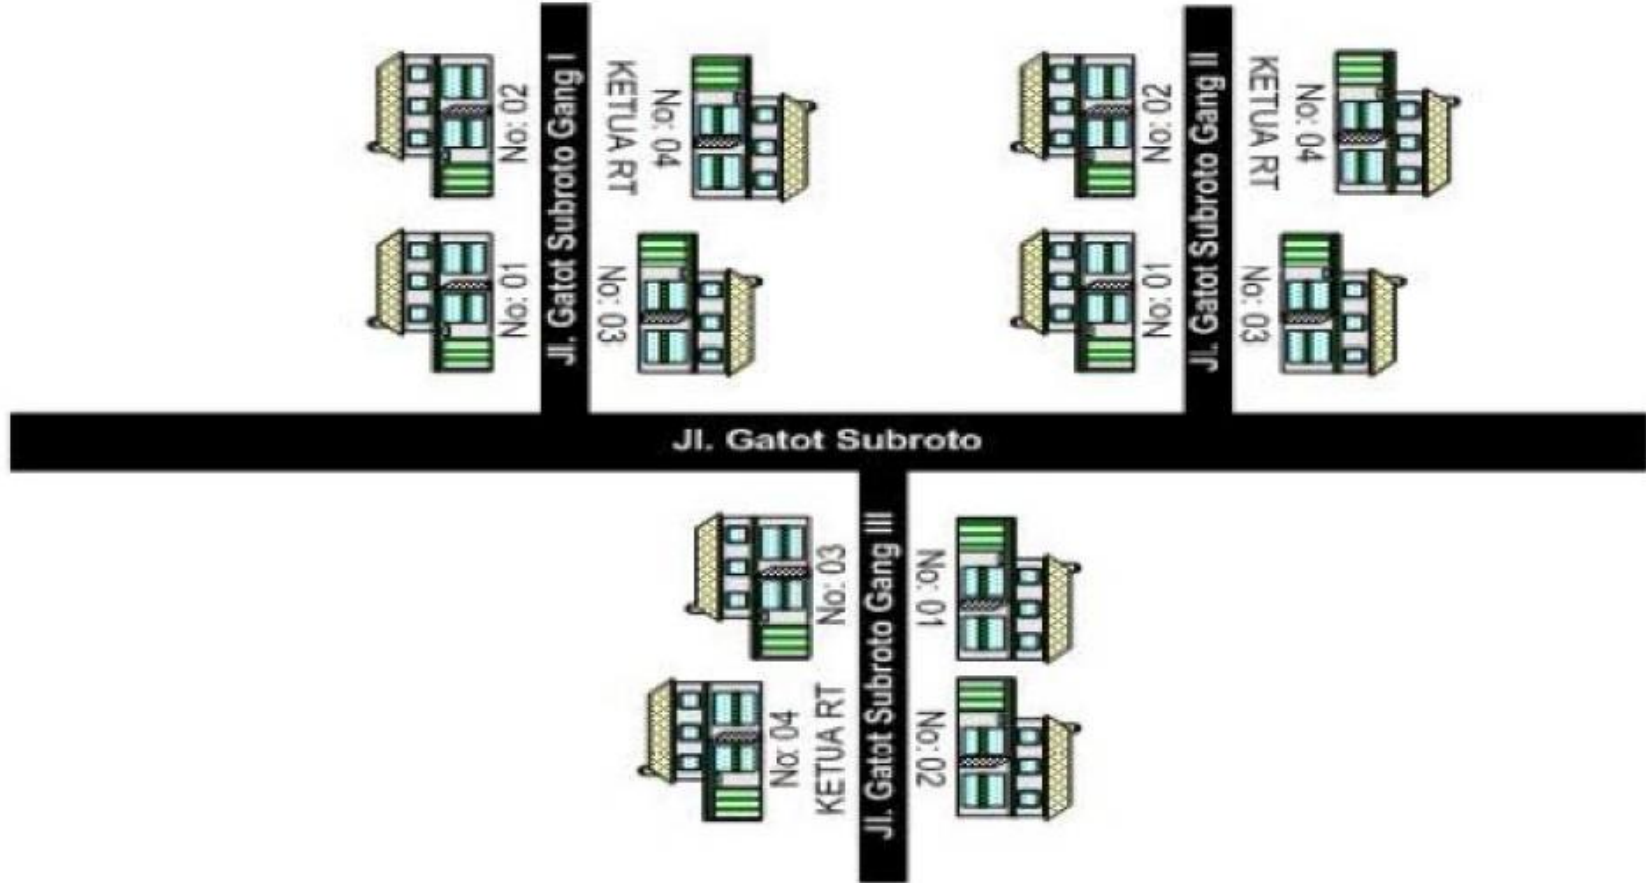 No: 02
Jl. Gatot Subroto Gang I
KETUA RT
No: 04
No: 01
No: 03
No: 02
Jl. Gatot Subroto Gang II
KETUA RT
No: 04
No: 01
No: 03
Jl. Gatot Subroto
No: 03
Jl. Gatot Subroto Gang III
No: 01
No: 04
KETUA RT
No: 02